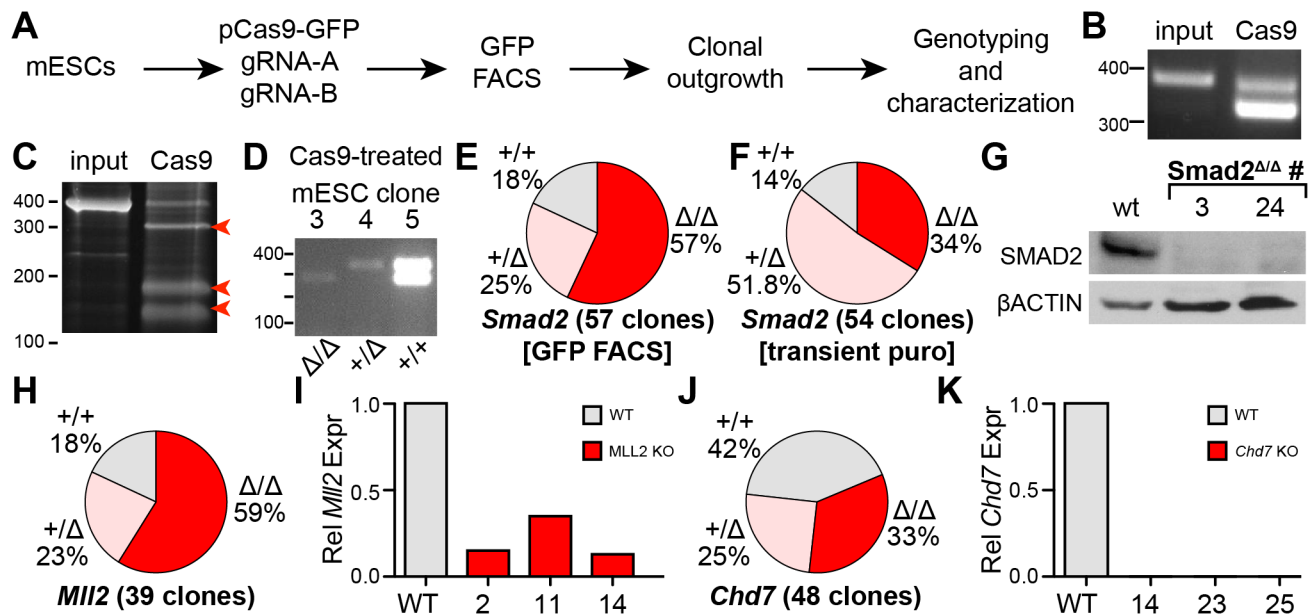 A
mESCs
pCas9-GFP
gRNA-A
gRNA-B
GFP
FACS
Clonal
outgrowth
Genotyping
and
characterization
B
input Cas9
400
300
C
input Cas9
400
300
200
100
D
Cas9-treated
mESC clone
3 4 5
400
100
Δ/Δ +/Δ +/+
E
+/+
18%
Δ/Δ
57%
+/Δ
25%
Smad2 (57 clones)
[GFP FACS]
F
+/+
14%
Δ/Δ
34%
+/Δ
51.8%
Smad2 (54 clones)
[transient puro]
G
Smad2Δ/Δ #
wt 3 24
SMAD2
βACTIN
H
+/+
18%
Δ/Δ
59%
+/Δ
23%
Mll2 (39 clones)
I
Rel Mll2 Expr
1.0
0.5
0.0
WT
MLL2 KO
WT 2 11 14
J
+/+
42%
Δ/Δ
33%
+/Δ
25%
Chd7 (48 clones)
K
Rel Chd7 Expr
1.0
0.5
0.0
WT
Chd7 KO
WT 14 23 25